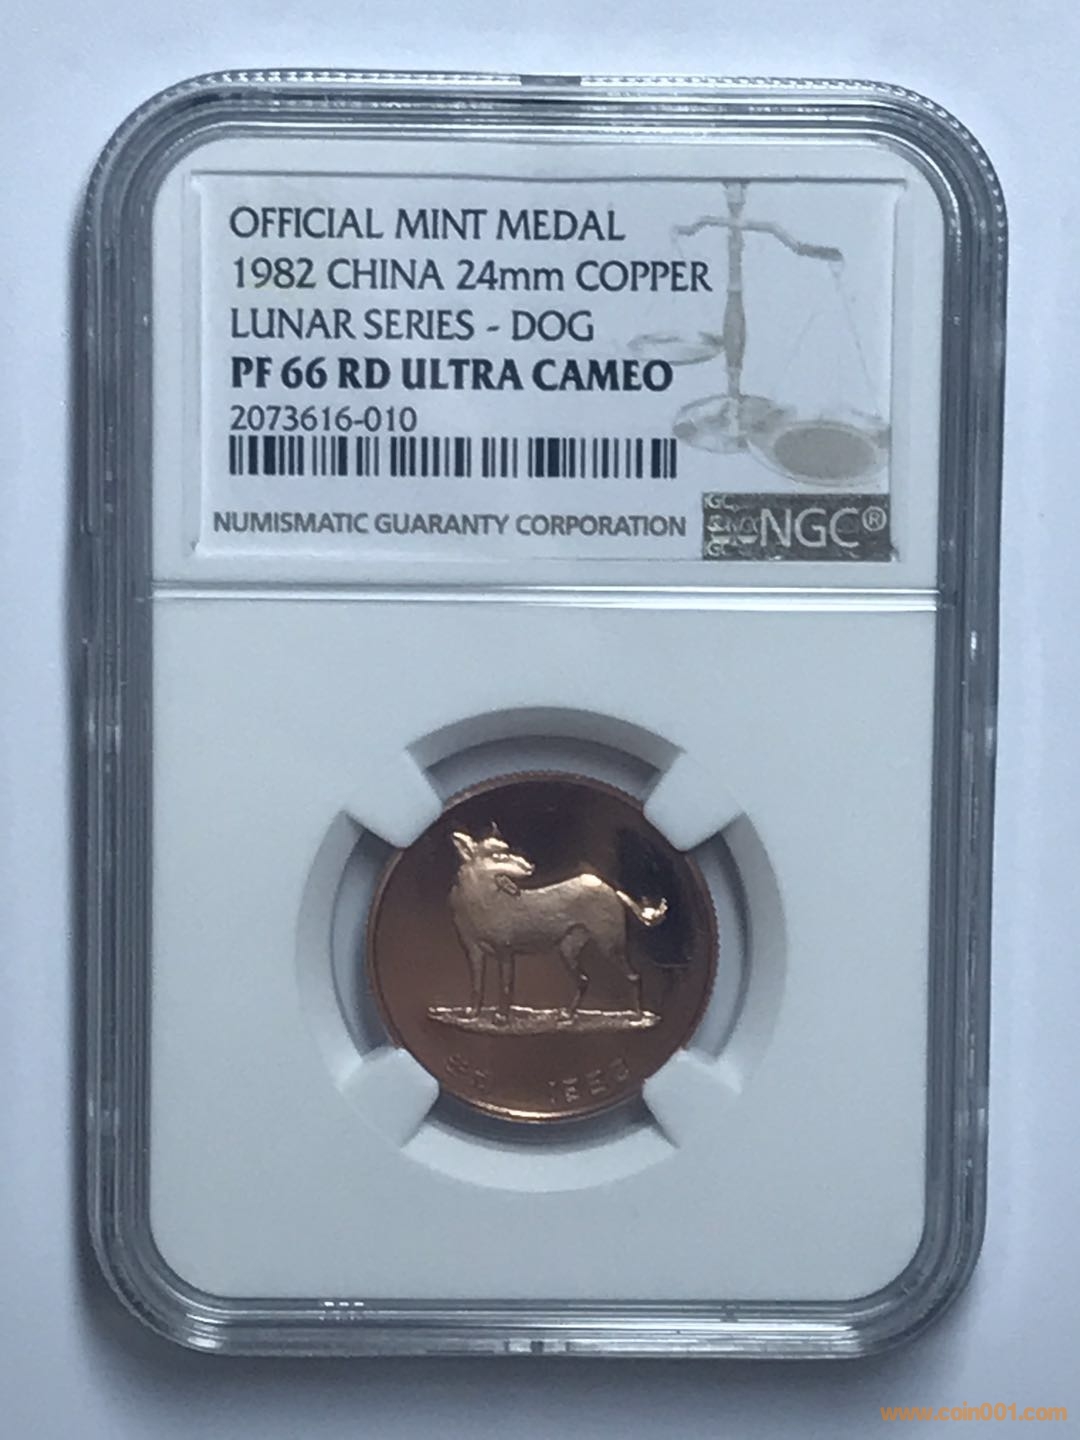 OFFICIAL MINT MEDAL
1982 CHINA 24mm COPPER
LUNAR SERIES - DOG
PF 66 RD ULTRA CAMEO
2073616-010
NUMISMATIC GUARANTY CORPORATION
NGC®
www.coin001.com